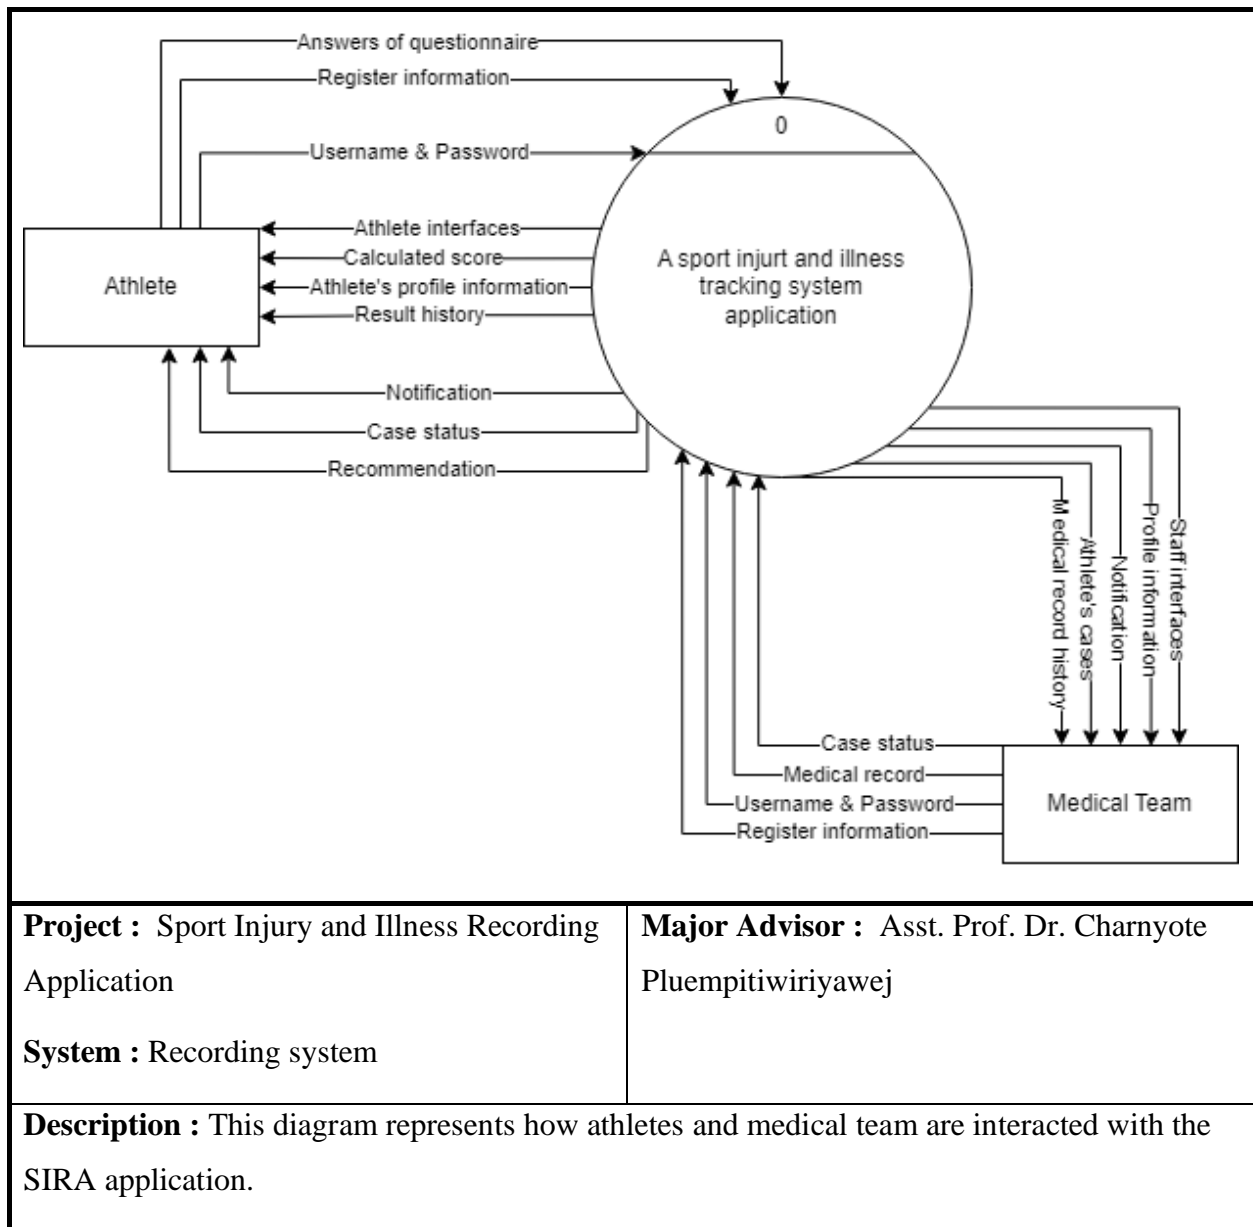 Answers of questionnaire
Register information
0
Username & Password
Athlete interfaces
Calculated score
Athlete
Athlete's profile information
Result history
A sport injurt and illness
tracking system
application
Notification
Case status
Recommendation
Medical record history
Athlete's cases
Notification
Profile information
Staff interfaces
Case status
Medical record
Username & Password
Register information
Medical Team
Project : Sport Injury and Illness Recording
Application
System : Recording system
Major Advisor : Asst. Prof. Dr. Charnyote
Pluempitiwiriyawej
Description : This diagram represents how athletes and medical team are interacted with the
SIRA application.